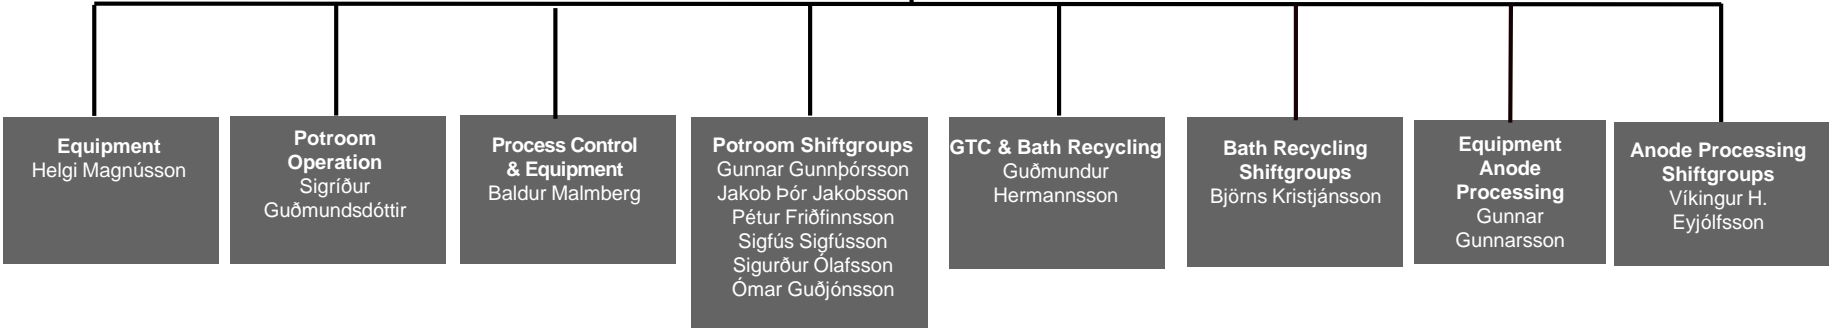 Equipment
Helgi Magnússon
Potroom
Operation
Sigríður
Guðmundsdóttir
Process Control
& Equipment
Baldur Malmberg
Potroom Shiftgroups
Gunnar Gunnþórsson
Jakob Þór Jakobsson
Pétur Friðfinnsson
Sigfús Sigfússon
Sigurður Ólafsson
Ómar Guðjónsson
GTC & Bath Recycling
Guðmundur
Hermannsson
Bath Recycling
Shiftgroups
Björns Kristjánsson
Equipment
Anode
Processing
Gunnar
Gunnarsson
Anode Processing
Shiftgroups
Víkingur H.
Eyjólfsson